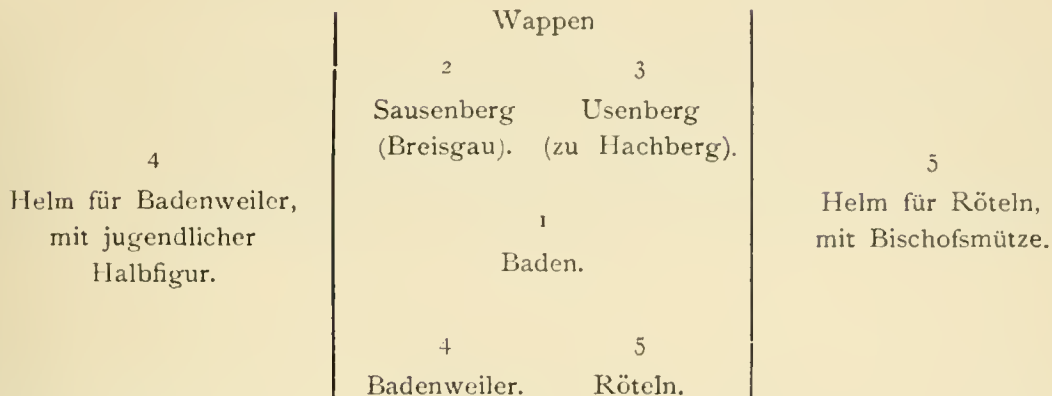 Wappen
2 3
Sausenberg Usenberg
(Breisgau). (zu Hachberg).
4
Helm für Badenweiler,
mit jugendlicher
Halbfigur.
1
Baden.
5
Helm für Röteln,
mit Bischofsmütze.
4 5
Badenweiler. Röteln.